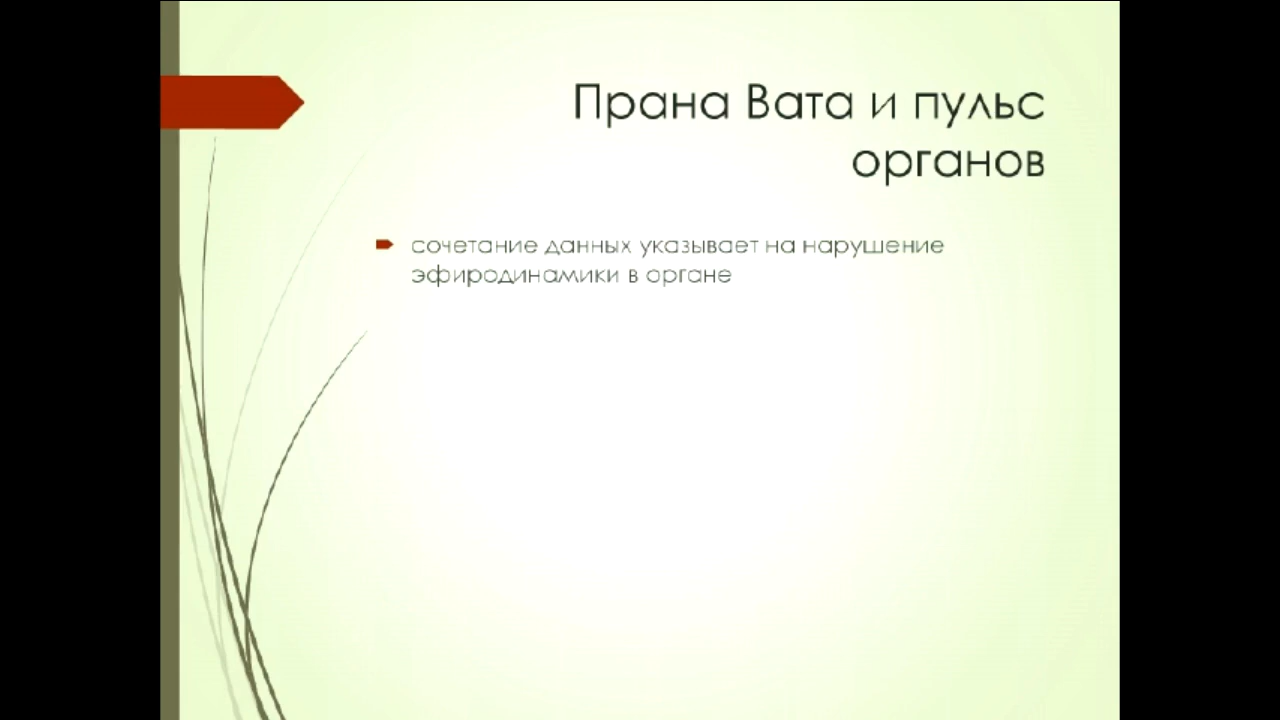 Прана Вата и пульс
органов
сочетание данных указывает на нарушение
эфиродинамики в органе